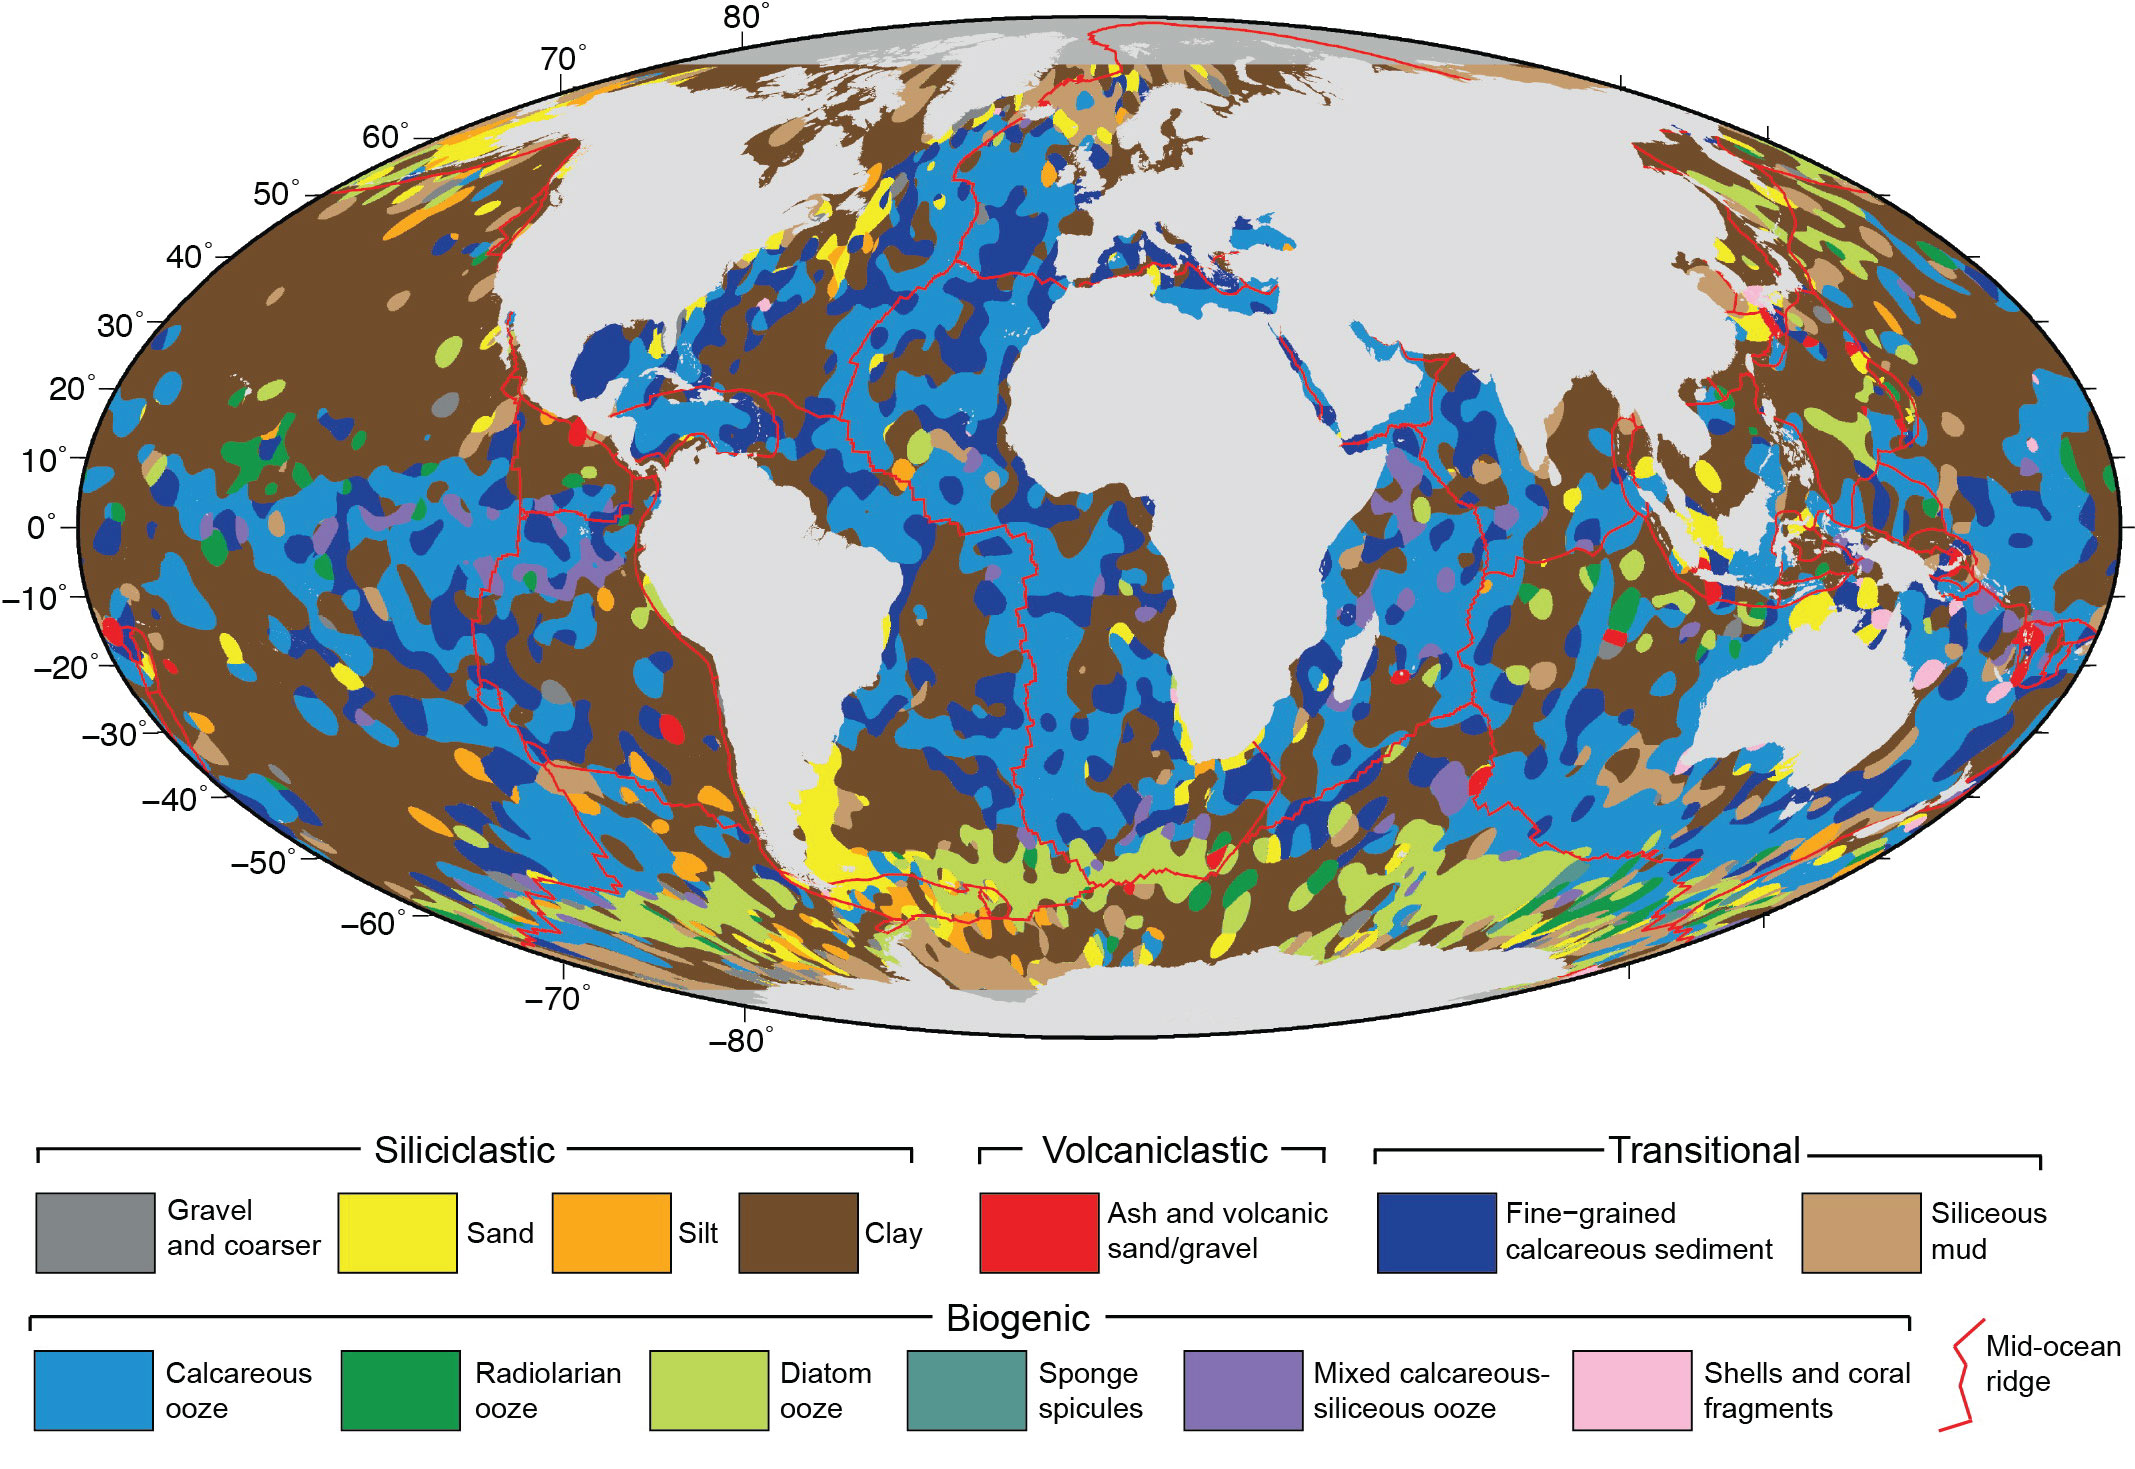 80°
70°
60°
50°
40°
30°
20°
10°
0°
−10°
−20°
−30°
−40°
−50°
−60°
−70°
−80°
Siliciclastic
Volcaniclastic
Transitional
Gravel
and coarser
Sand
Silt
Clay
Ash and volcanic
sand/gravel
Fine−grained
calcareous sediment
Siliceous
mud
Biogenic
Calcareous
ooze
Radiolarian
ooze
Diatom
ooze
Sponge
spicules
Mixed calcareous-
siliceous ooze
Shells and coral
fragments
Mid-ocean
ridge